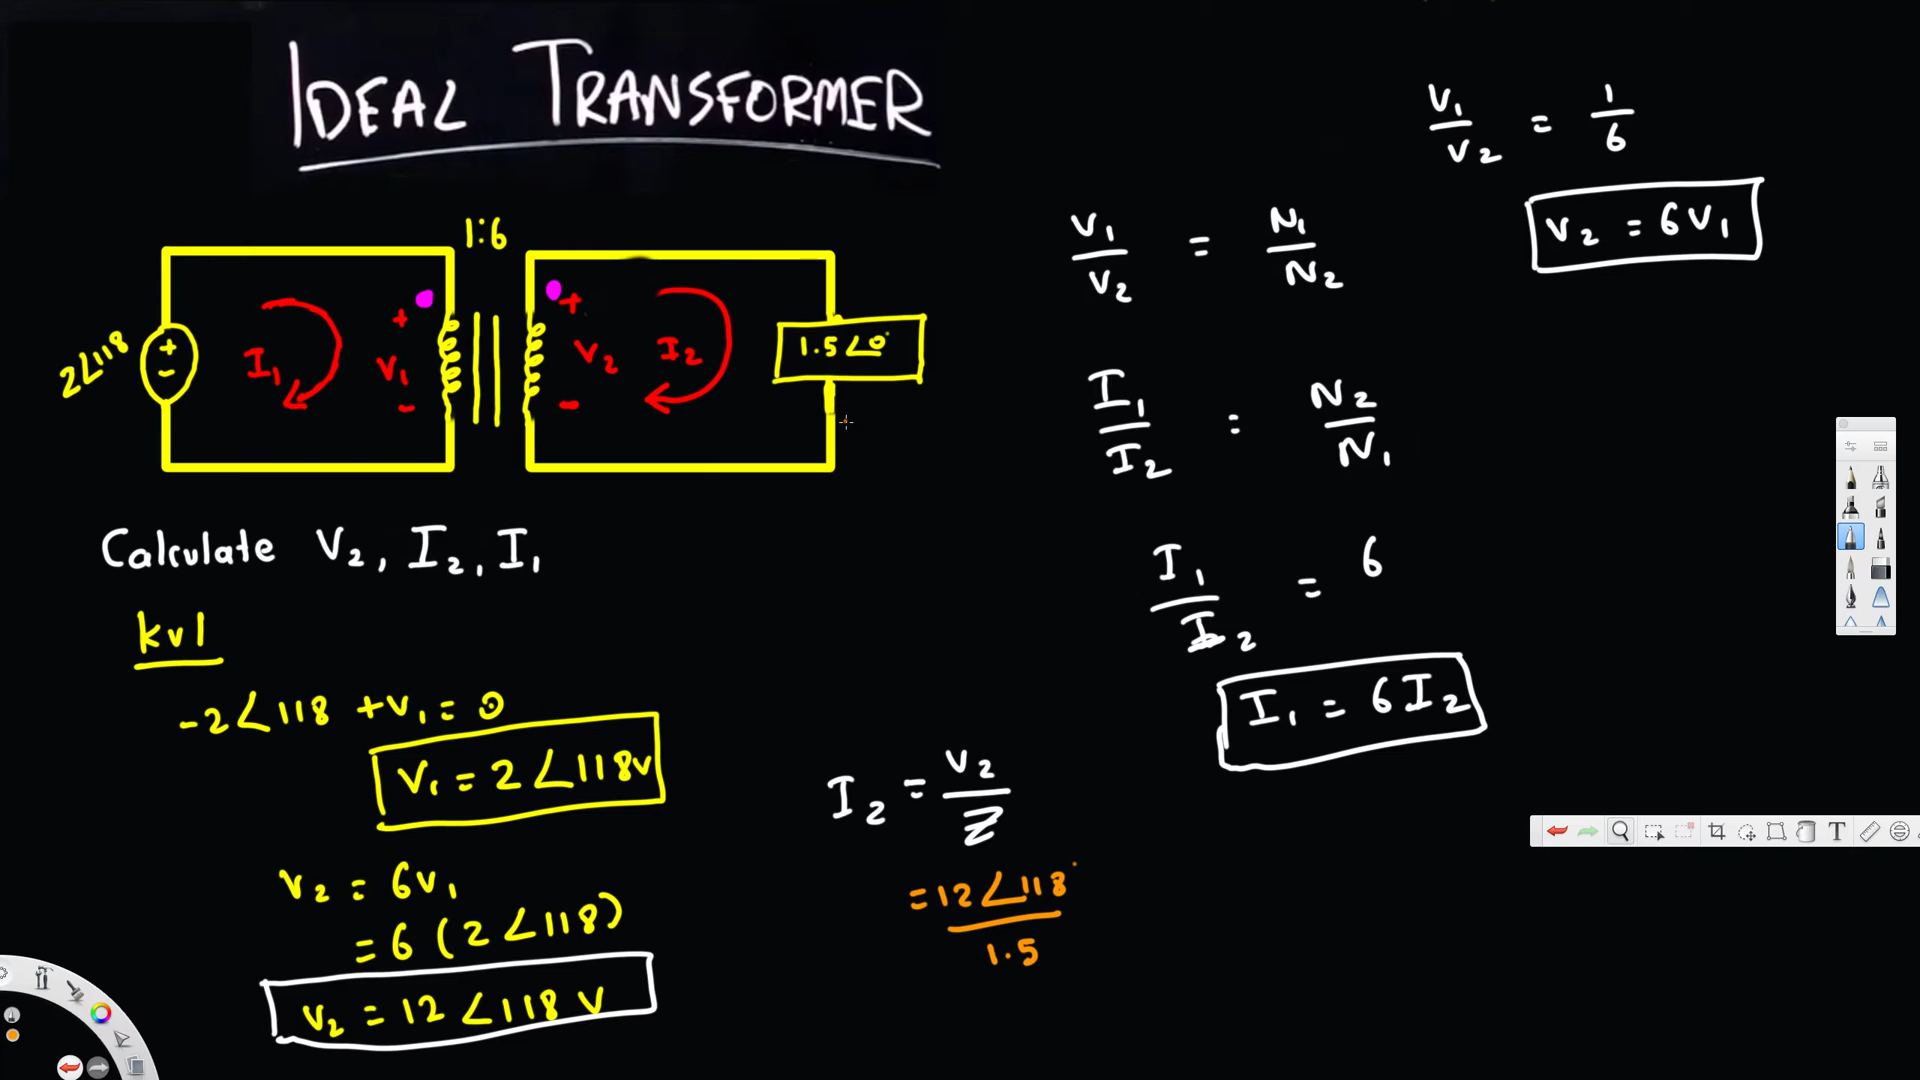 IDEAL TRANSFORMER
1:6
2∠118
+
-
I₁
+
V₁
-
+
V₂
-
I₂
1.5∠0°
Calculate V₂, I₂, I₁
kvl
-2∠118 +V₁ = 0
V₁ = 2∠118V
V₂ = 6V₁
= 6 (2∠118)
V₂ = 12∠118 V
I₂ = V₂/Z
= 12∠118°/1.5
V₁/V₂ = N₁/N₂
V₁/V₂ = 1/6
V₂ = 6V₁
I₁/I₂ = N₂/N₁
I₁/I₂ = 6
I₁ = 6I₂
T